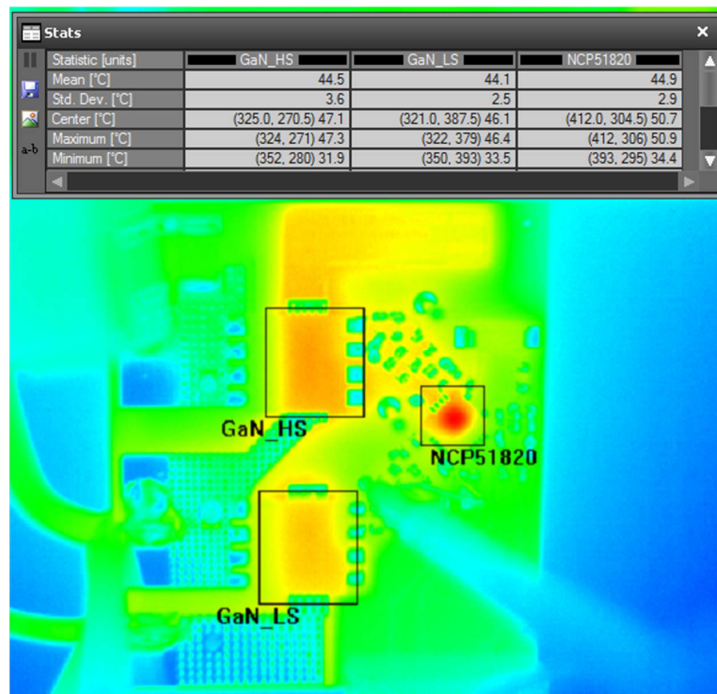 Stats
Statistic [units] GaN_HS GaN_LS NCP51820
Mean [°C] 44.5 44.1 44.9
Std. Dev. [°C] 3.6 2.5 2.9
Center [°C] (325.0, 270.5) 47.1 (321.0, 387.5) 46.1 (412.0, 304.5) 50.7
Maximum [°C] (324, 271) 47.3 (322, 379) 46.4 (412, 306) 50.9
a-b Minimum [°C] (352, 280) 31.9 (350, 393) 33.5 (393, 295) 34.4
GaN_HS
NCP51820
GaN_LS